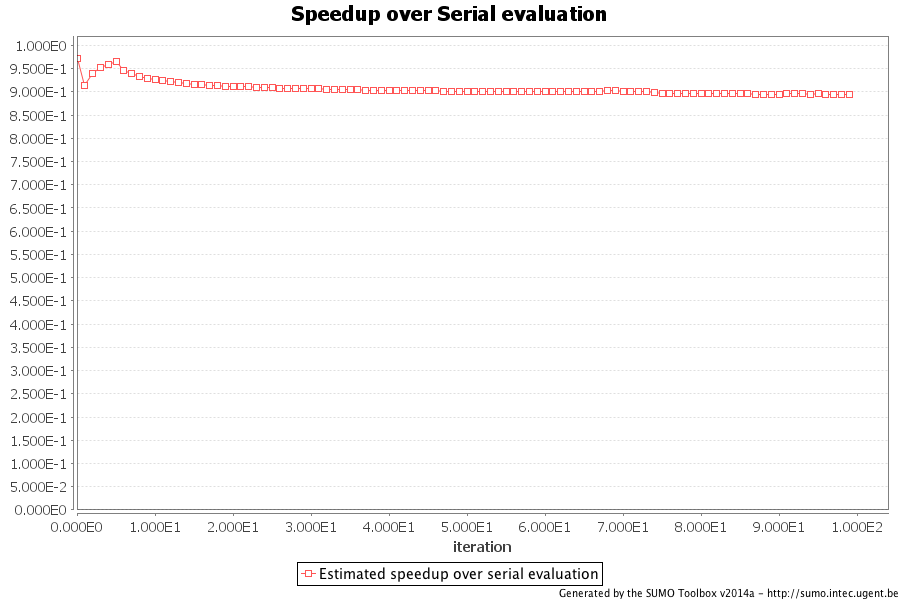 Speedup over Serial evaluation
1.000E0
9.500E-1
9.000E-1
8.500E-1
8.000E-1
7.500E-1
7.000E-1
6.500E-1
6.000E-1
5.500E-1
5.000E-1
4.500E-1
4.000E-1
3.500E-1
3.000E-1
2.500E-1
2.000E-1
1.500E-1
1.000E-1
5.000E-2
0.000E0
0.000E0 1.000E1 2.000E1 3.000E1 4.000E1 5.000E1 6.000E1 7.000E1 8.000E1 9.000E1 1.000E2
iteration
Estimated speedup over serial evaluation
Generated by the SUMO Toolbox v2014a - http://sumo.intec.ugent.be